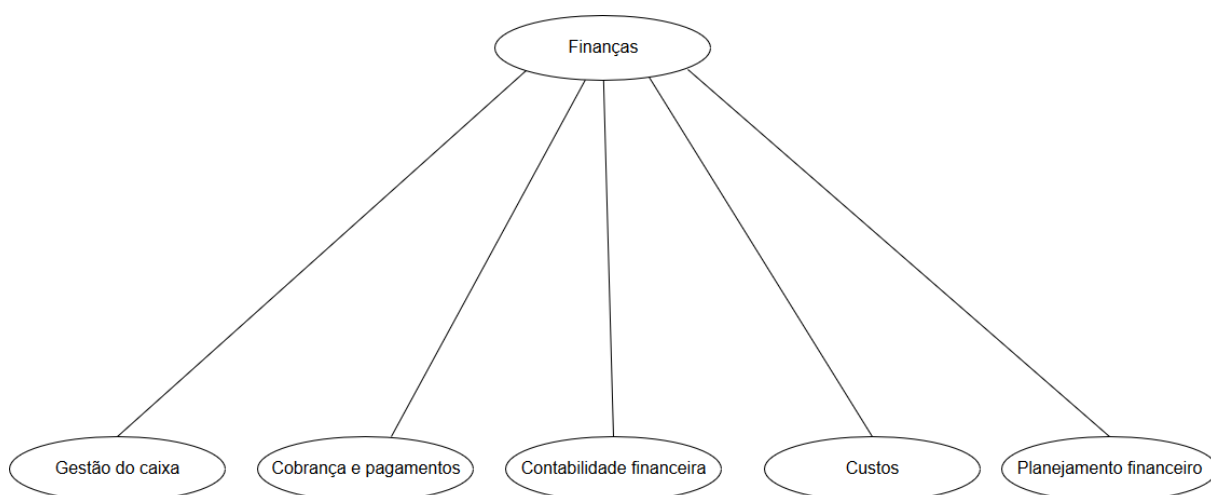 Finanças
Gestão do caixa
Cobrança e pagamentos
Contabilidade financeira
Custos
Planejamento financeiro